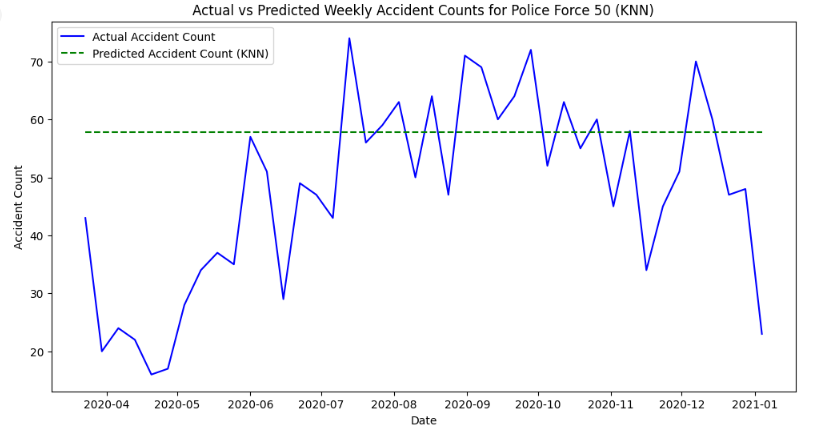 Actual vs Predicted Weekly Accident Counts for Police Force 50 (KNN)
Actual Accident Count
Predicted Accident Count (KNN)
Accident Count
70
60
50
40
30
20
2020-04 2020-05 2020-06 2020-07 2020-08 2020-09 2020-10 2020-11 2020-12 2021-01
Date